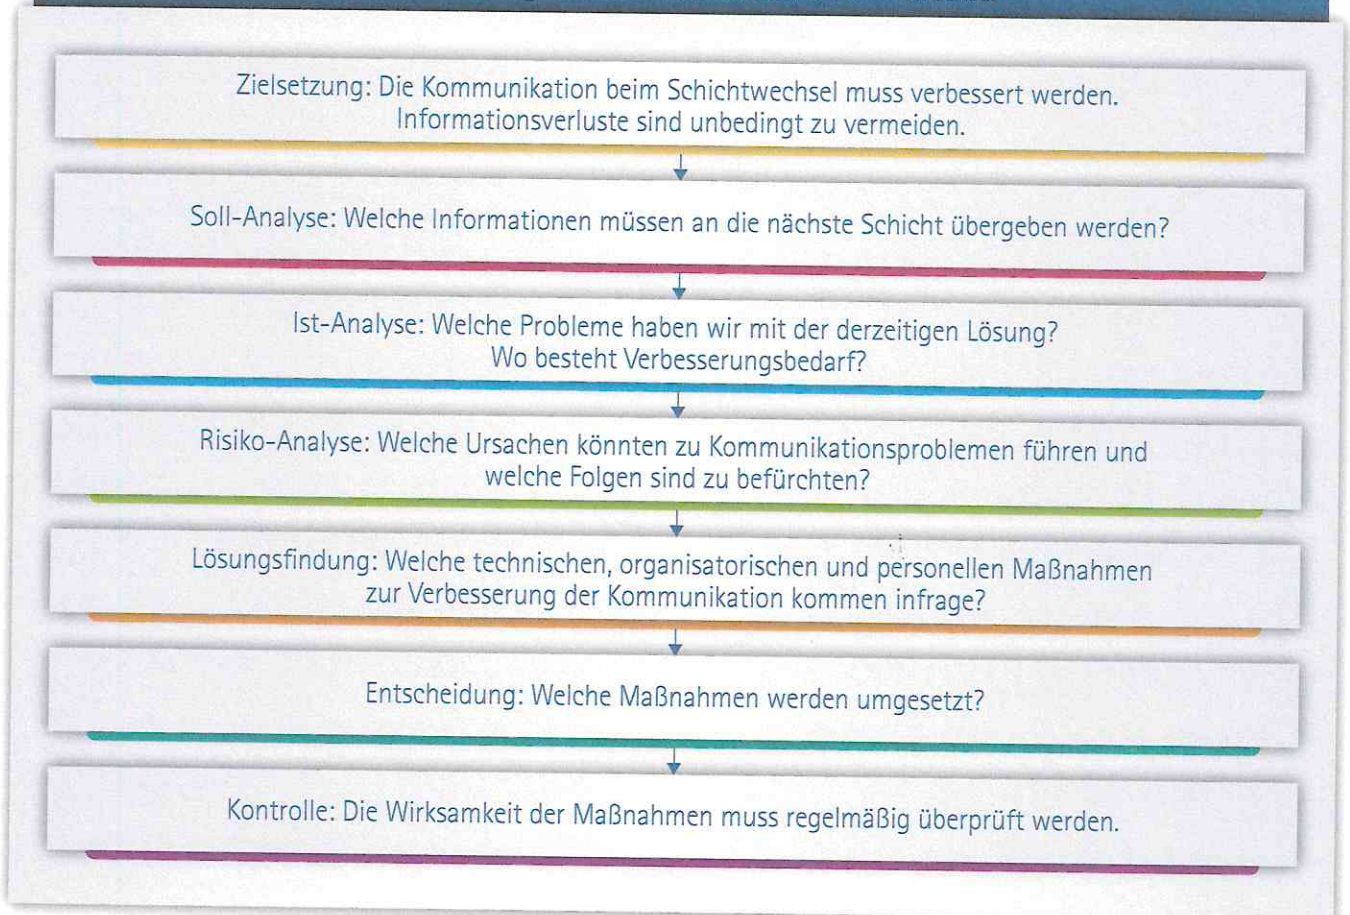 Zielsetzung: Die Kommunikation beim Schichtwechsel muss verbessert werden.
Informationsverluste sind unbedingt zu vermeiden.
Soll-Analyse: Welche Informationen müssen an die nächste Schicht übergeben werden?
Ist-Analyse: Welche Probleme haben wir mit der derzeitigen Lösung?
Wo besteht Verbesserungsbedarf?
Risiko-Analyse: Welche Ursachen könnten zu Kommunikationsproblemen führen und
welche Folgen sind zu befürchten?
Lösungsfindung: Welche technischen, organisatorischen und personellen Maßnahmen
zur Verbesserung der Kommunikation kommen infrage?
Entscheidung: Welche Maßnahmen werden umgesetzt?
Kontrolle: Die Wirksamkeit der Maßnahmen muss regelmäßig überprüft werden.